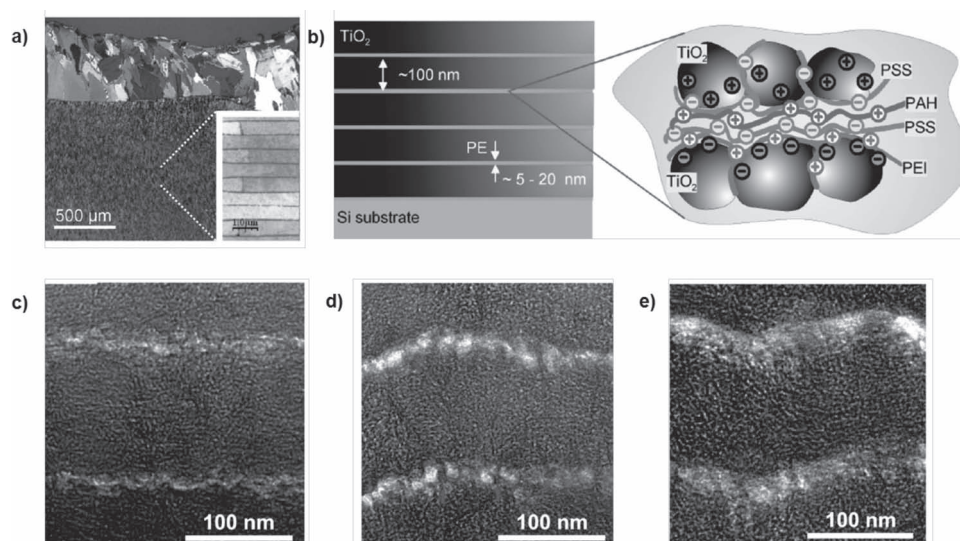 a)
500 µm
b)
TiO2
~100 nm
PE
~ 5 - 20 nm
Si substrate
TiO2
PSS
PAH
PSS
PEI
TiO2
c)
100 nm
d)
100 nm
e)
100 nm